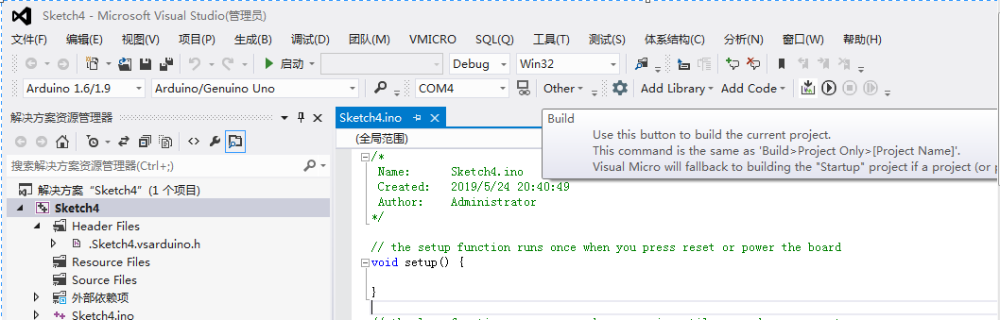 Sketch4 - Microsoft Visual Studio(管理员)
文件(F) 编辑(E) 视图(V) 项目(P) 生成(B) 调试(D) 团队(M) VMICRO SQL(Q) 工具(T) 测试(S) 体系结构(C) 分析(N) 窗口(W) 帮助(H)
启动 Debug Win32
Arduino 1.6/1.9 Arduino/Genuino Uno COM4 Other Add Library Add Code
解决方案资源管理器
搜索解决方案资源管理器(Ctrl+;)
解决方案"Sketch4"(1 个项目)
Sketch4
Header Files
.Sketch4.vsarduino.h
Resource Files
Source Files
外部依赖项
Sketch4.ino
Sketch4.ino
(全局范围)
Build
Use this button to build the current project.
This command is the same as 'Build>Project Only>[Project Name]'.
Visual Micro will fallback to building the "Startup" project if a project (or
/*
Name: Sketch4.ino
Created: 2019/5/24 20:40:49
Author: Administrator
*/
// the setup function runs once when you press reset or power the board
void setup() {
}